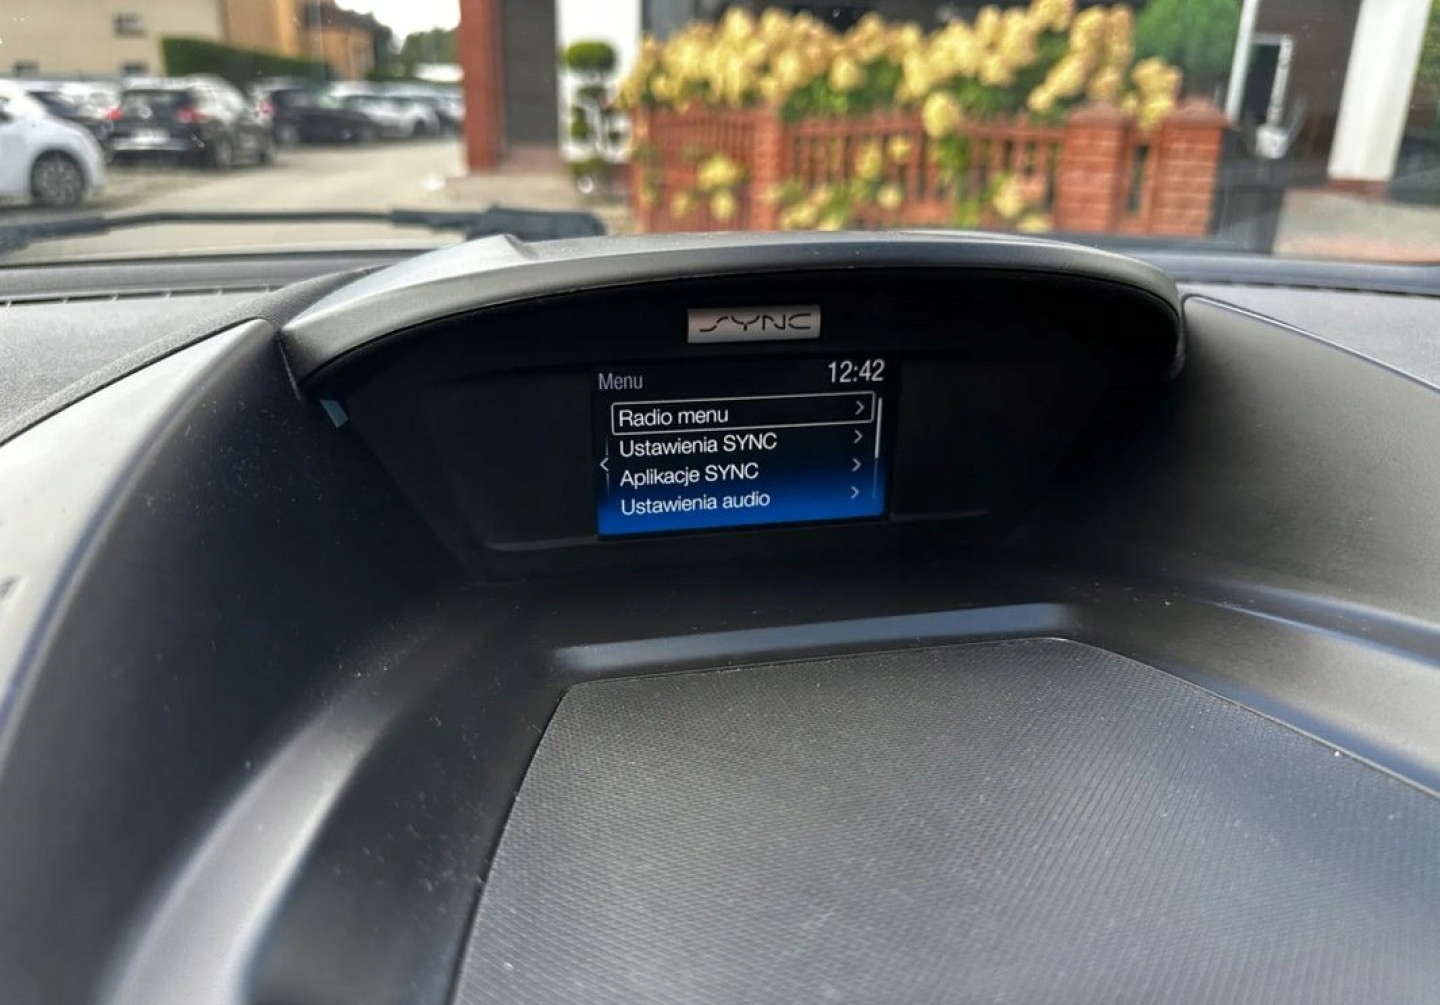 SYNC
Menu 12:42
Radio menu
Ustawienia SYNC
Aplikacje SYNC
Ustawienia audio